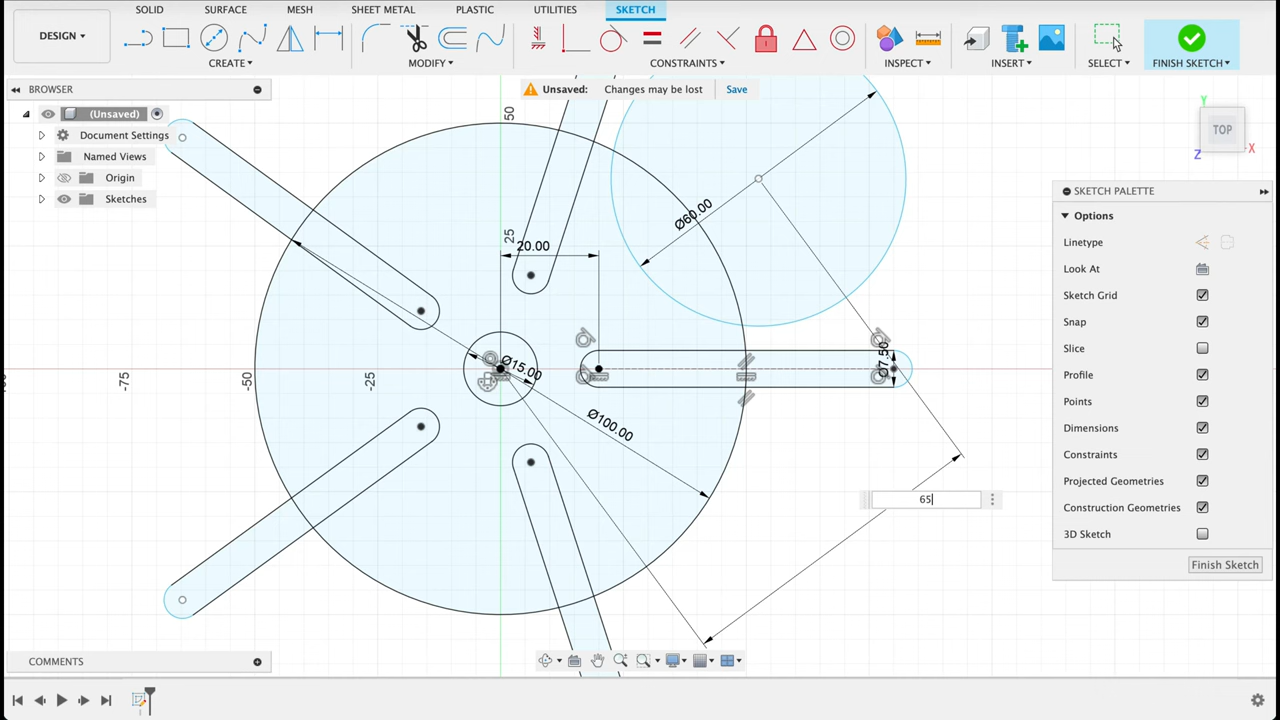 SOLID SURFACE MESH SHEET METAL PLASTIC UTILITIES SKETCH
DESIGN
CREATE MODIFY CONSTRAINTS INSPECT INSERT SELECT FINISH SKETCH
BROWSER
Unsaved: Changes may be lost Save
(Unsaved)
Document Settings
Named Views
Origin
Sketches
TOP
Y
X
Z
50
25
-25
-50
-75
Ø60.00
20.00
Ø15.00
Ø7.50
Ø100.00
65
SKETCH PALETTE
Options
Linetype
Look At
Sketch Grid
Snap
Slice
Profile
Points
Dimensions
Constraints
Projected Geometries
Construction Geometries
3D Sketch
Finish Sketch
COMMENTS